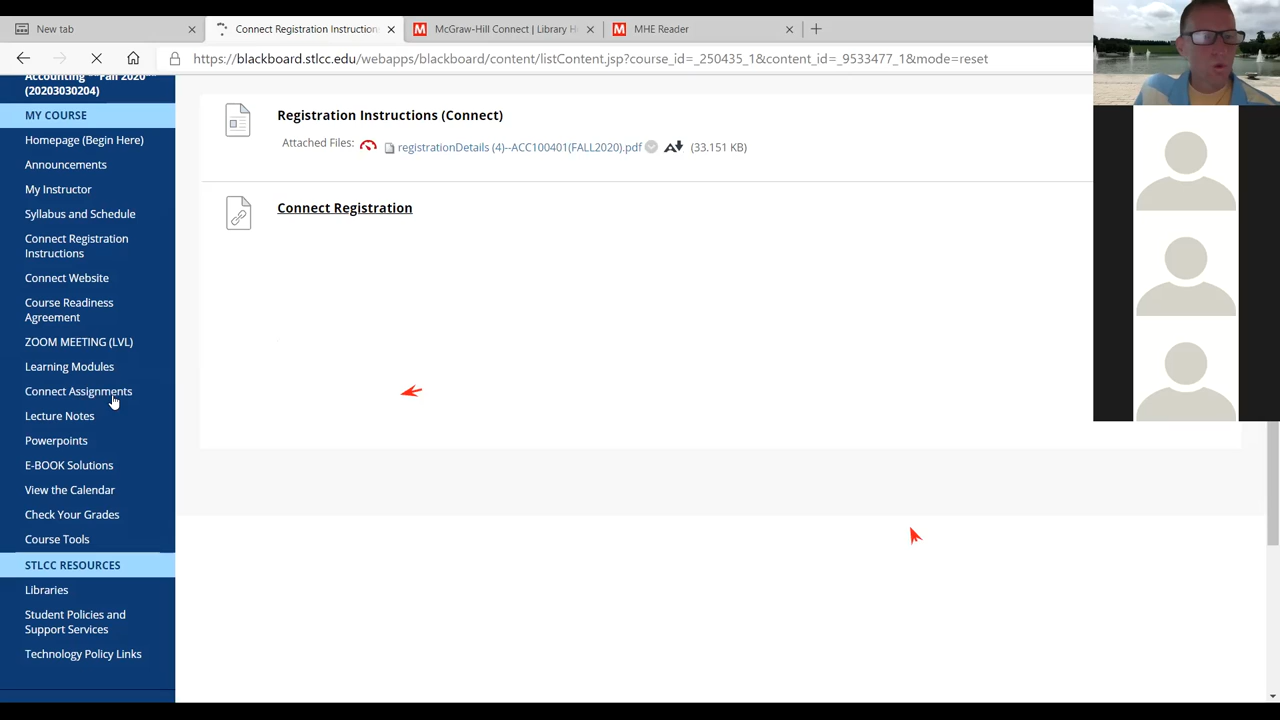 New tab
Connect Registration Instruction
McGraw-Hill Connect | Library H
MHE Reader
https://blackboard.stlcc.edu/webapps/blackboard/content/listContent.jsp?course_id=_250435_1&content_id=_9533477_1&mode=reset
Accounting --Fall 2020--
(20203030204)
MY COURSE
Homepage (Begin Here)
Announcements
My Instructor
Syllabus and Schedule
Connect Registration
Instructions
Connect Website
Course Readiness
Agreement
ZOOM MEETING (LVL)
Learning Modules
Connect Assignments
Lecture Notes
Powerpoints
E-BOOK Solutions
View the Calendar
Check Your Grades
Course Tools
STLCC RESOURCES
Libraries
Student Policies and
Support Services
Technology Policy Links
Registration Instructions (Connect)
Attached Files: registrationDetails (4)--ACC100401(FALL2020).pdf (33.151 KB)
Connect Registration